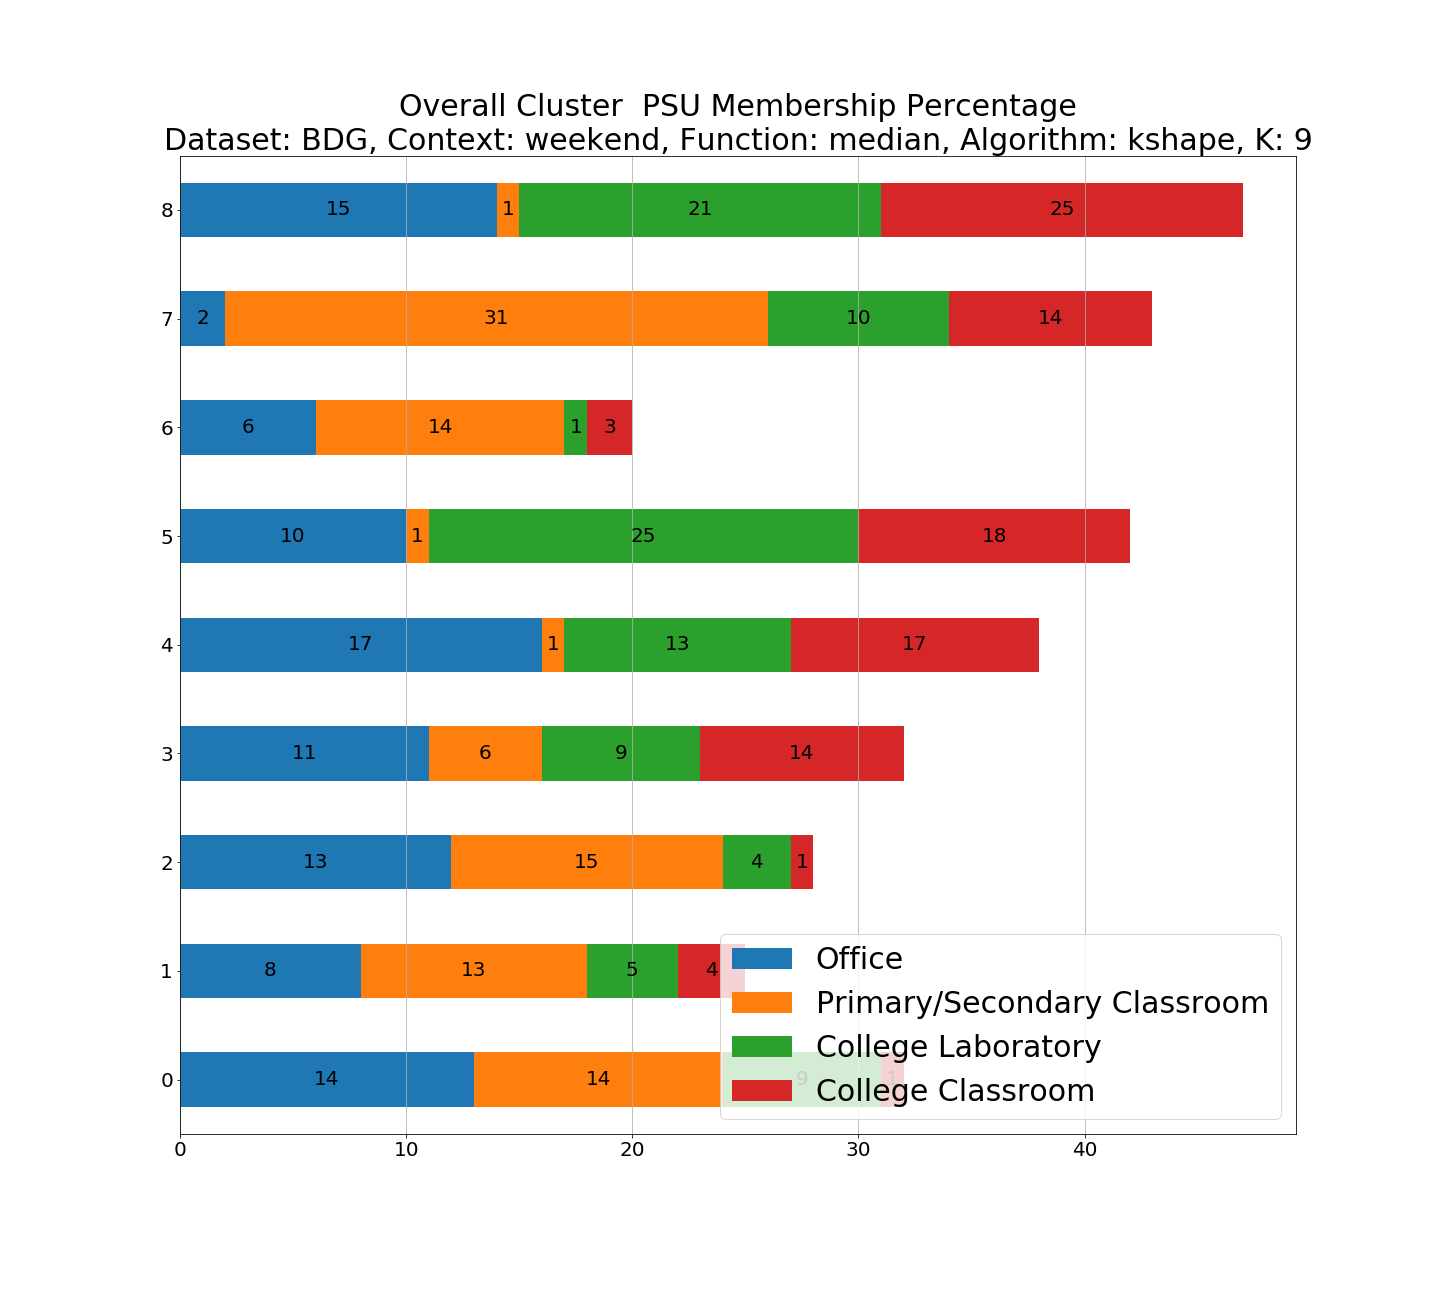 Overall Cluster  PSU Membership Percentage
Dataset: BDG, Context: weekend, Function: median, Algorithm: kshape, K: 9
8 15 1 21 25
7 2 31 10 14
6 6 14 1 3
5 10 1 25 18
4 17 1 13 17
3 11 6 9 14
2 13 15 4 1
1 8 13 5 4
0 14 14 9 1
Office
Primary/Secondary Classroom
College Laboratory
College Classroom
0 10 20 30 40